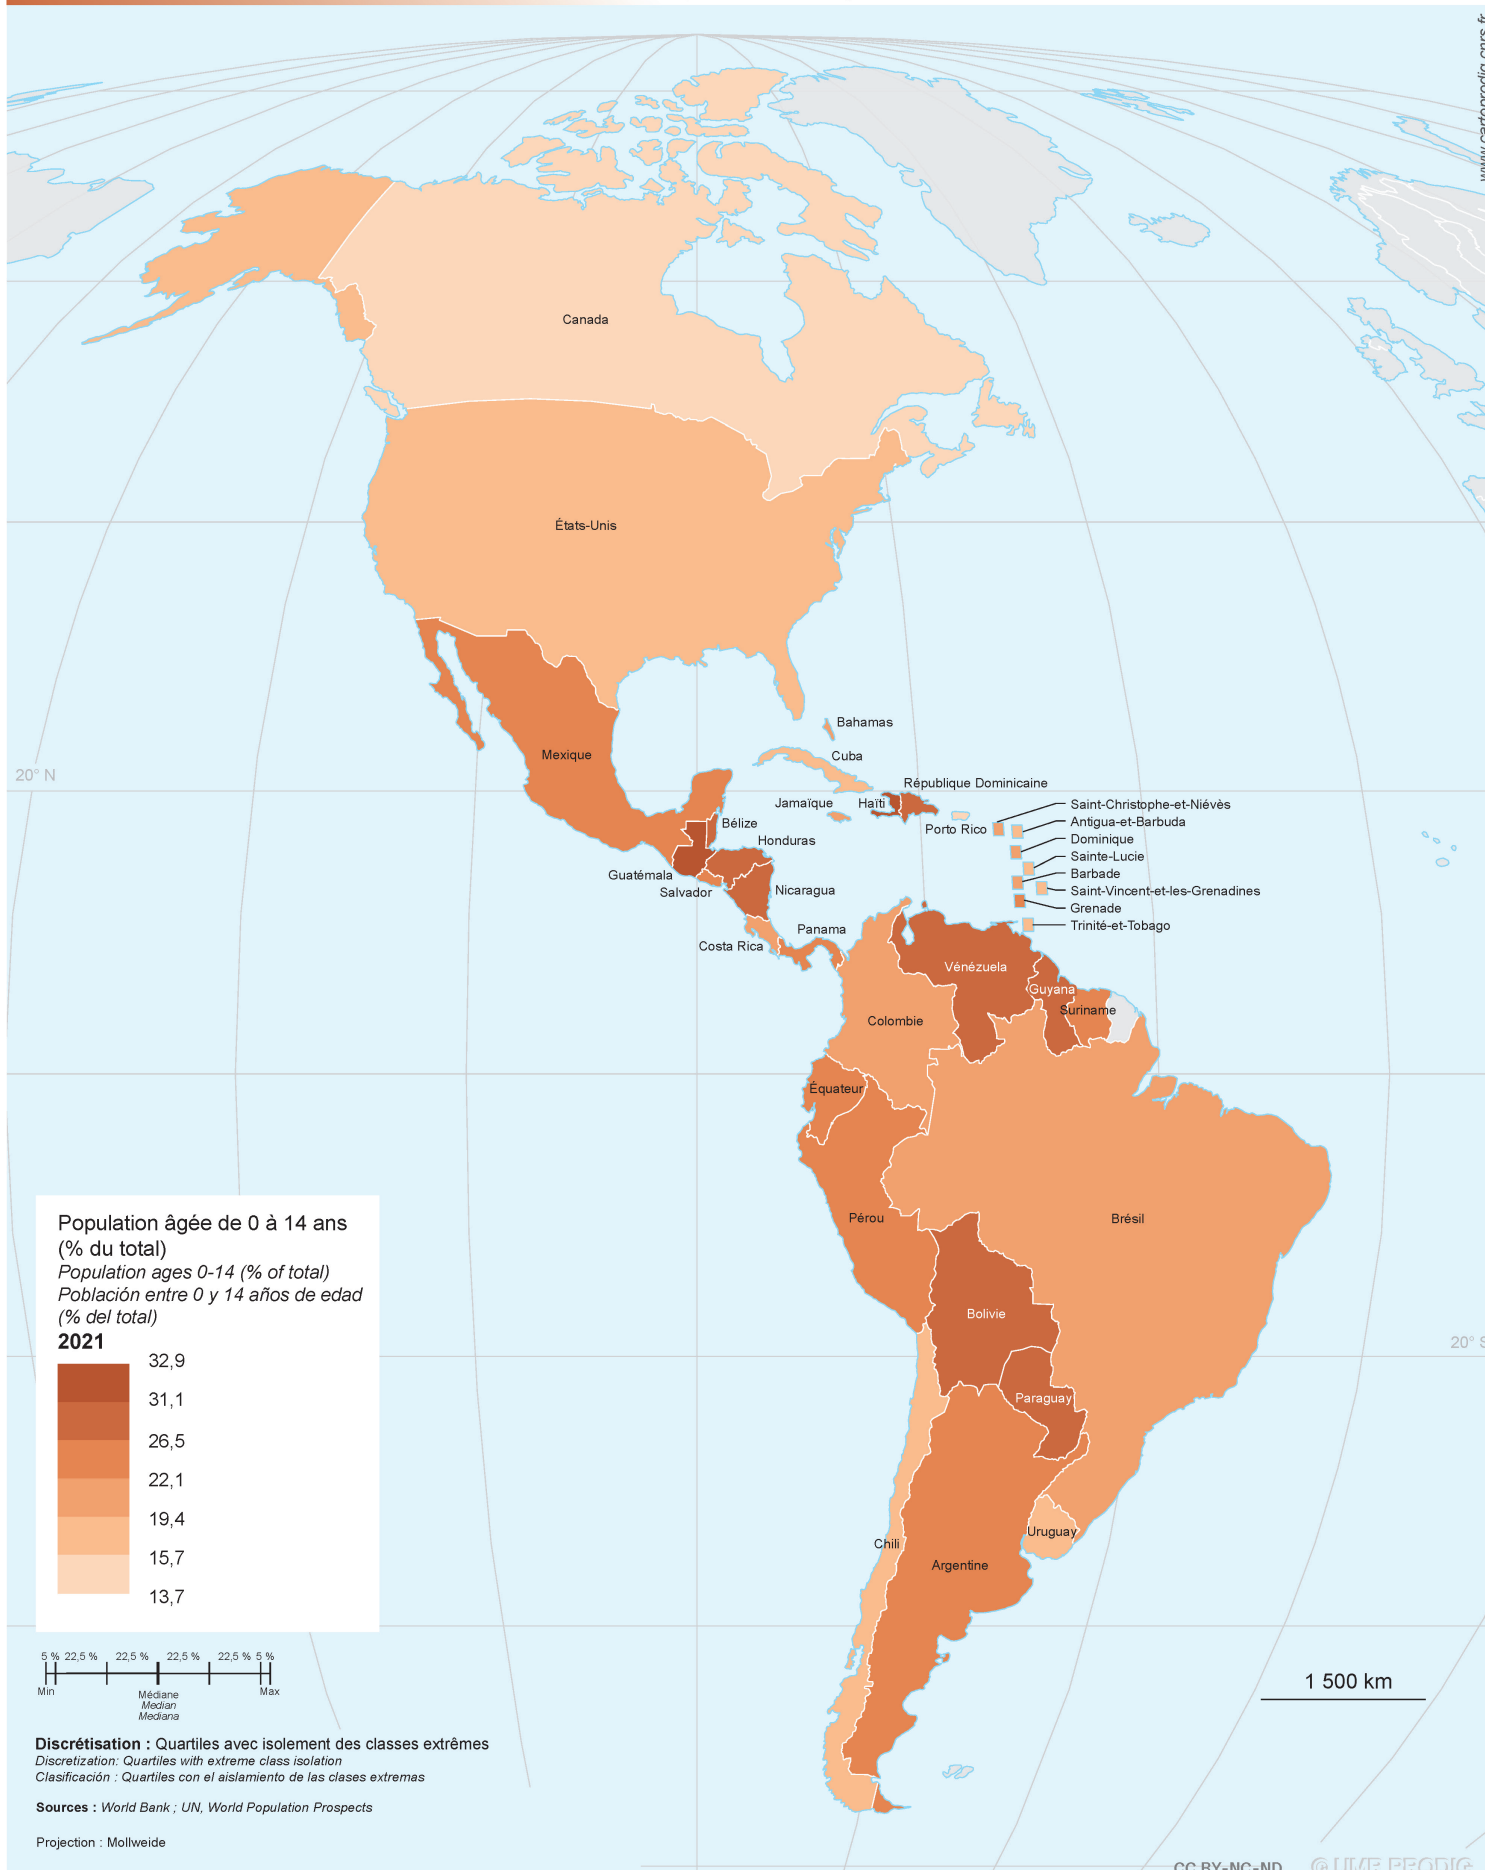 www.cartoprodig.cnrs.fr
Canada
États-Unis
Bahamas
Mexique
Cuba
20° N
République Dominicaine
Jamaïque
Haïti
Saint-Christophe-et-Niévès
Porto Rico
Antigua-et-Barbuda
Bélize
Dominique
Honduras
Sainte-Lucie
Guatémala
Barbade
Salvador
Nicaragua
Saint-Vincent-et-les-Grenadines
Grenade
Panama
Trinité-et-Tobago
Costa Rica
Vénézuela
Guyana
Suriname
Colombie
Équateur
Pérou
Brésil
Bolivie
20° S
Paraguay
Uruguay
Chili
Argentine
Population âgée de 0 à 14 ans
(% du total)
Population ages 0-14 (% of total)
Población entre 0 y 14 años de edad
(% del total)
2021
32,9
31,1
26,5
22,1
19,4
15,7
13,7
5 % 22,5 % 22,5 % 22,5 % 22,5 % 5 %
Min Médiane Max
Median
Mediana
1 500 km
Discrétisation : Quartiles avec isolement des classes extrêmes
Discretization: Quartiles with extreme class isolation
Clasificación : Quartiles con el aislamiento de las clases extremas
Sources : World Bank ; UN, World Population Prospects
Projection : Mollweide
CC BY-NC-ND © UMR PRODIG